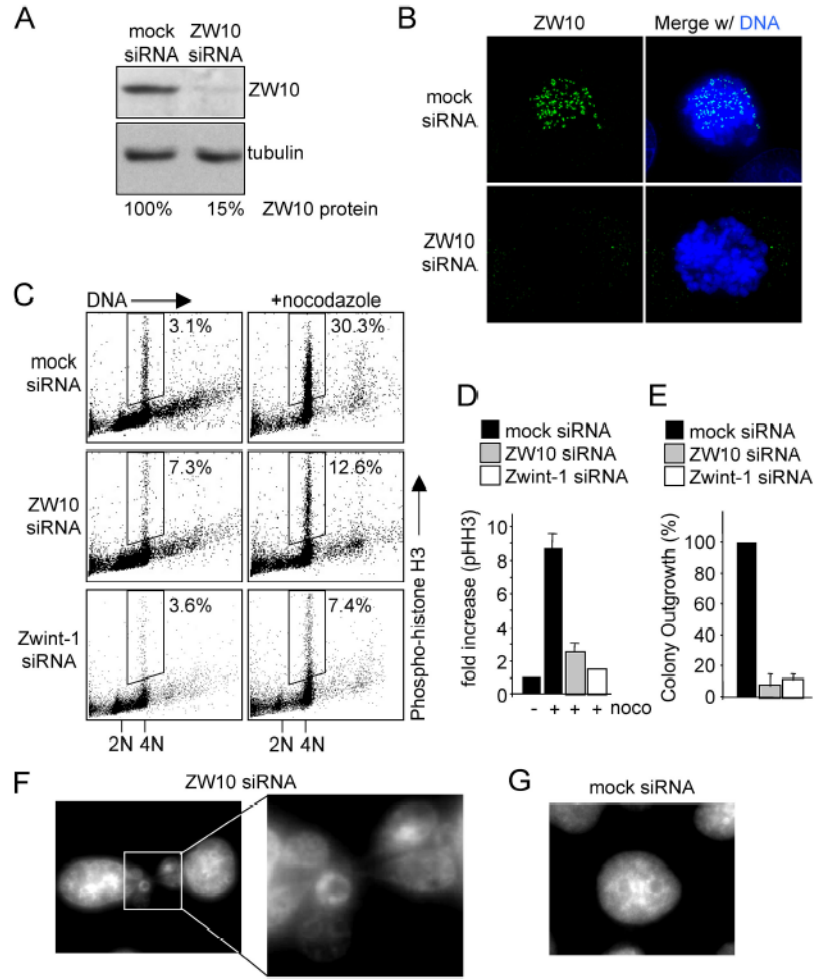 A
mock siRNA
ZW10 siRNA
ZW10
tubulin
100% 15% ZW10 protein
B
ZW10
Merge w/ DNA
mock siRNA
ZW10 siRNA
C
DNA
+nocodazole
mock siRNA
3.1%
30.3%
ZW10 siRNA
7.3%
12.6%
Zwint-1 siRNA
3.6%
7.4%
Phospho-histone H3
2N 4N
2N 4N
D
mock siRNA
ZW10 siRNA
Zwint-1 siRNA
fold increase (pHH3)
10
8
6
4
2
0
- + + + noco
E
mock siRNA
ZW10 siRNA
Zwint-1 siRNA
Colony Outgrowth (%)
100
80
60
40
20
0
F
ZW10 siRNA
G
mock siRNA